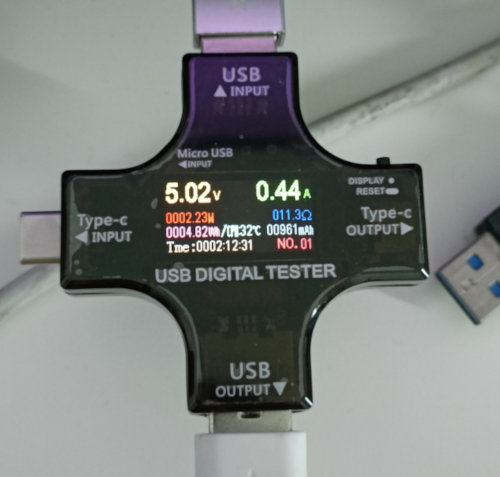 USB
▲INPUT
Micro USB
◀INPUT
DISPLAY
RESET
5.02V 0.44A
0002.23W 011.3Ω
0004.82Wh/ 32℃ 00961mAh
Tme:0002:12:31 NO.01
Type-c
◀INPUT
Type-c
OUTPUT▶
USB DIGITAL TESTER
USB
OUTPUT▼